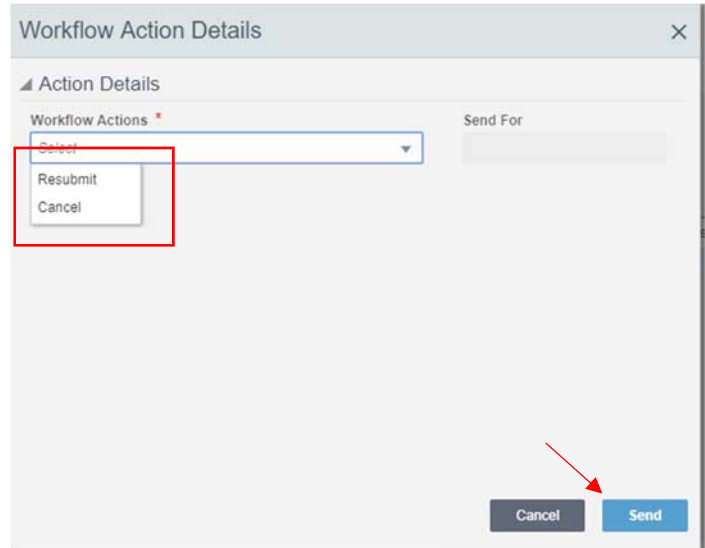 Workflow Action Details
Action Details
Workflow Actions *
Send For
Select
Resubmit
Cancel
Cancel
Send